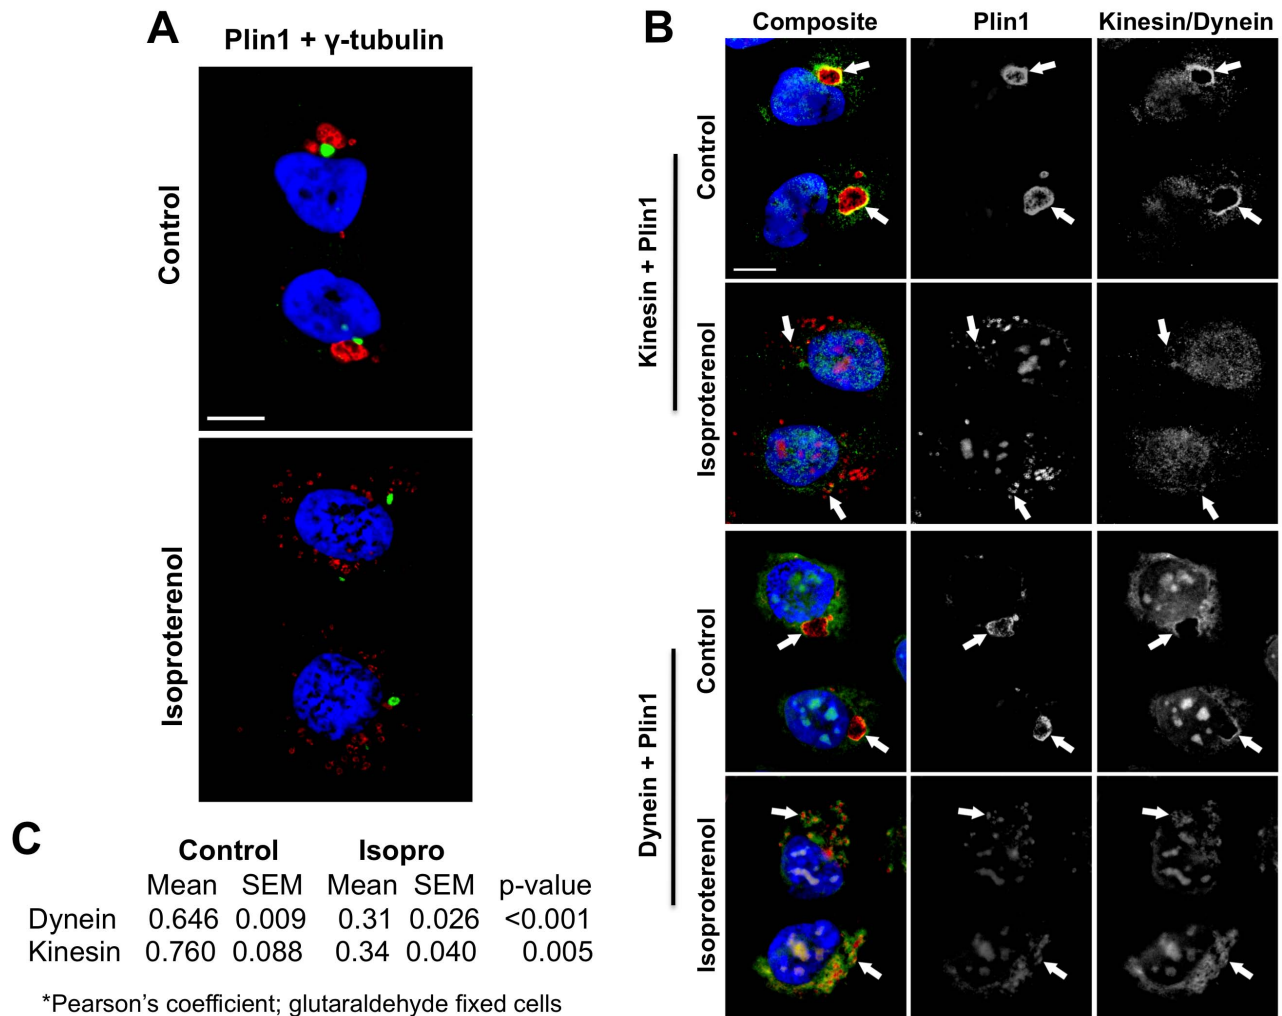 A
Plin1 + γ-tubulin
Control
Isoproterenol
B
Composite Plin1 Kinesin/Dynein
Kinesin + Plin1
Control
Isoproterenol
Dynein + Plin1
Control
Isoproterenol
C
Control Isopro
Mean SEM Mean SEM p-value
Dynein 0.646 0.009 0.31 0.026 <0.001
Kinesin 0.760 0.088 0.34 0.040 0.005
*Pearson's coefficient; glutaraldehyde fixed cells